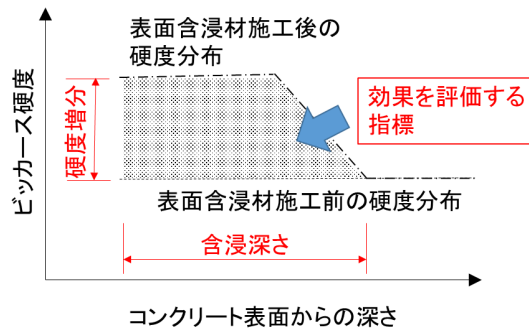 表面含浸材施工後の
硬度分布
効果を評価する
指標
ビッカース硬度
硬度増分
表面含浸材施工前の硬度分布
含浸深さ
コンクリート表面からの深さ